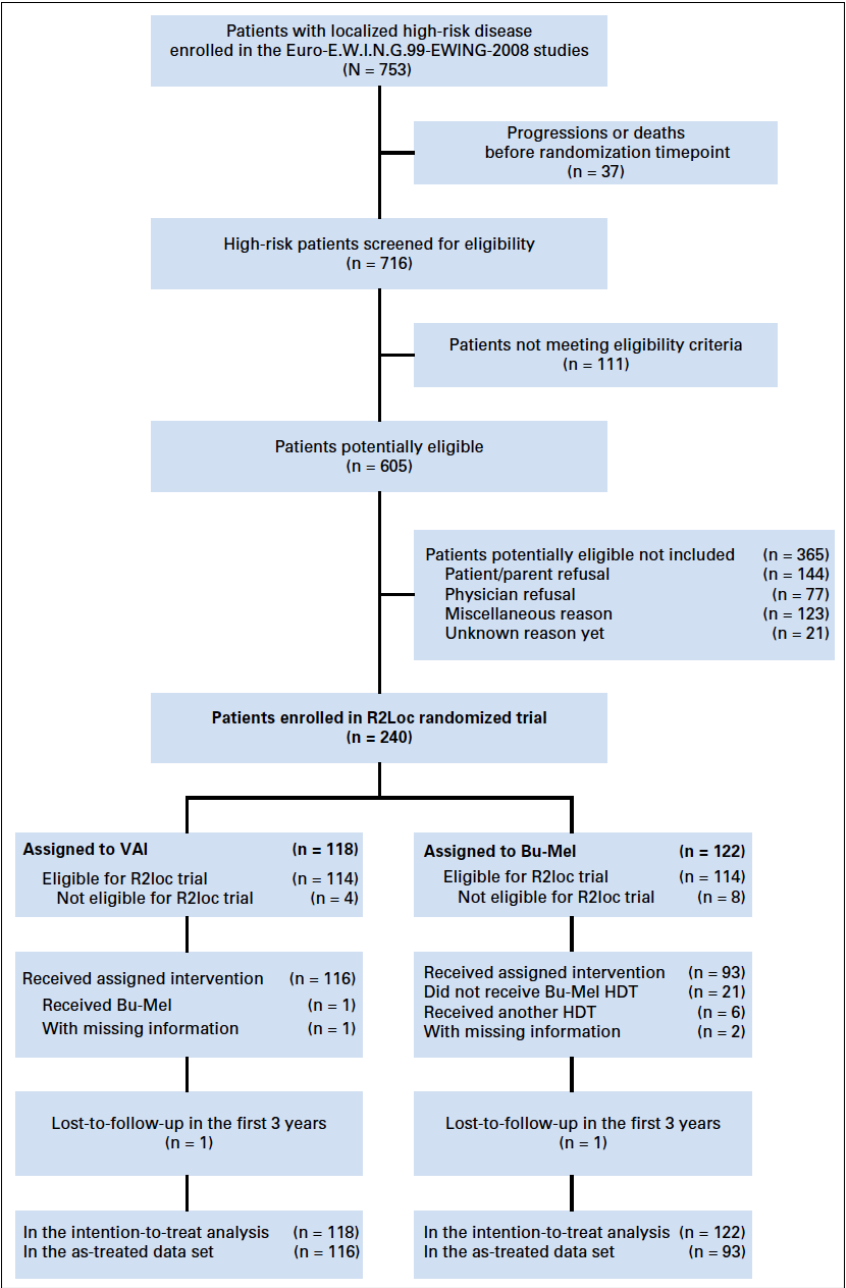 Patients with localized high-risk disease
enrolled in the Euro-E.W.I.N.G.99-EWING-2008 studies
(N = 753)
Progressions or deaths
before randomization timepoint
(n = 37)
High-risk patients screened for eligibility
(n = 716)
Patients not meeting eligibility criteria
(n = 111)
Patients potentially eligible
(n = 605)
Patients potentially eligible not included (n = 365)
Patient/parent refusal (n = 144)
Physician refusal (n = 77)
Miscellaneous reason (n = 123)
Unknown reason yet (n = 21)
Patients enrolled in R2Loc randomized trial
(n = 240)
Assigned to VAI (n = 118)
Eligible for R2loc trial (n = 114)
Not eligible for R2loc trial (n = 4)
Assigned to Bu-Mel (n = 122)
Eligible for R2loc trial (n = 114)
Not eligible for R2loc trial (n = 8)
Received assigned intervention (n = 116)
Received Bu-Mel (n = 1)
With missing information (n = 1)
Received assigned intervention (n = 93)
Did not receive Bu-Mel HDT (n = 21)
Received another HDT (n = 6)
With missing information (n = 2)
Lost-to-follow-up in the first 3 years
(n = 1)
Lost-to-follow-up in the first 3 years
(n = 1)
In the intention-to-treat analysis (n = 118)
In the as-treated data set (n = 116)
In the intention-to-treat analysis (n = 122)
In the as-treated data set (n = 93)